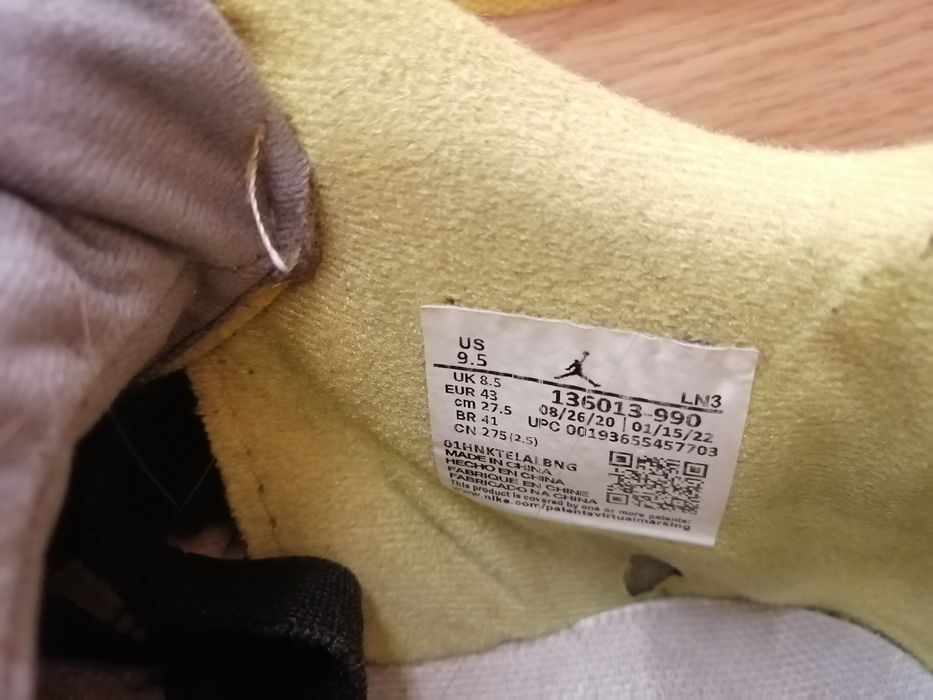 US
9.5
LN3
UK 8.5
EUR 43
cm 27.5
BR 41
CN 275(2.5)
136013-990
08/26/20 | 01/15/22
UPC 00193655457703
01HNKTELALBNG
MADE IN CHINA
HECHO EN CHINA
FABRIQUE EN CHINE
FABRICADO NA CHINA
This product is covered by one or more patents:
www.nike.com/patentsvirtualmarking